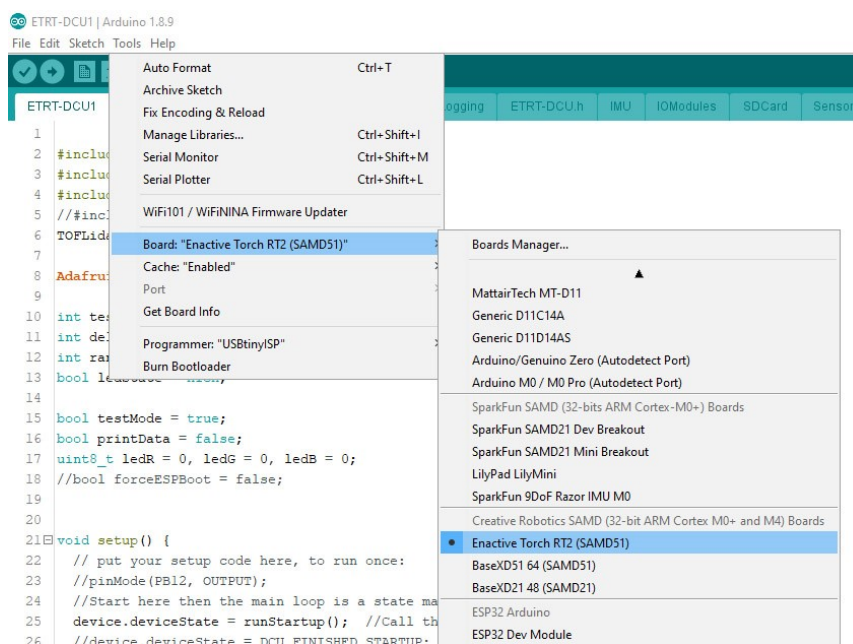 ETRT-DCU1 | Arduino 1.8.9
File Edit Sketch Tools Help
Auto Format Ctrl+T
Archive Sketch
Fix Encoding & Reload
Manage Libraries... Ctrl+Shift+I
Serial Monitor Ctrl+Shift+M
Serial Plotter Ctrl+Shift+L
WiFi101 / WiFiNINA Firmware Updater
Board: "Enactive Torch RT2 (SAMD51)"
Cache: "Enabled"
Port
Get Board Info
Programmer: "USBtinyISP"
Burn Bootloader
Boards Manager...
MattairTech MT-D11
Generic D11C14A
Generic D11D14AS
Arduino/Genuino Zero (Autodetect Port)
Arduino M0 / M0 Pro (Autodetect Port)
SparkFun SAMD (32-bits ARM Cortex-M0+) Boards
SparkFun SAMD21 Dev Breakout
SparkFun SAMD21 Mini Breakout
LilyPad LilyMini
SparkFun 9DoF Razor IMU M0
Creative Robotics SAMD (32-bit ARM Cortex M0+ and M4) Boards
Enactive Torch RT2 (SAMD51)
BaseXD51 64 (SAMD51)
BaseXD21 48 (SAMD21)
ESP32 Arduino
ESP32 Dev Module
ETRT-DCU1 ogging ETRT-DCU.h IMU IOModules SDCard Sensor
1
2 #includ
3 #includ
4 #includ
5 //#incl
6 TOFLida
7
8 Adafrui
9
10 int tes
11 int del
12 int ran
13 bool
14
15 bool testMode = true;
16 bool printData = false;
17 uint8_t ledR = 0, ledG = 0, ledB = 0;
18 //bool forceESPBoot = false;
19
20
21 void setup() {
22 // put your setup code here, to run once:
23 //pinMode(PB12, OUTPUT);
24 //Start here then the main loop is a state ma
25 device.deviceState = runStartup(); //Call th
26 //device.deviceState = DCU_FINISHED_STARTUP;